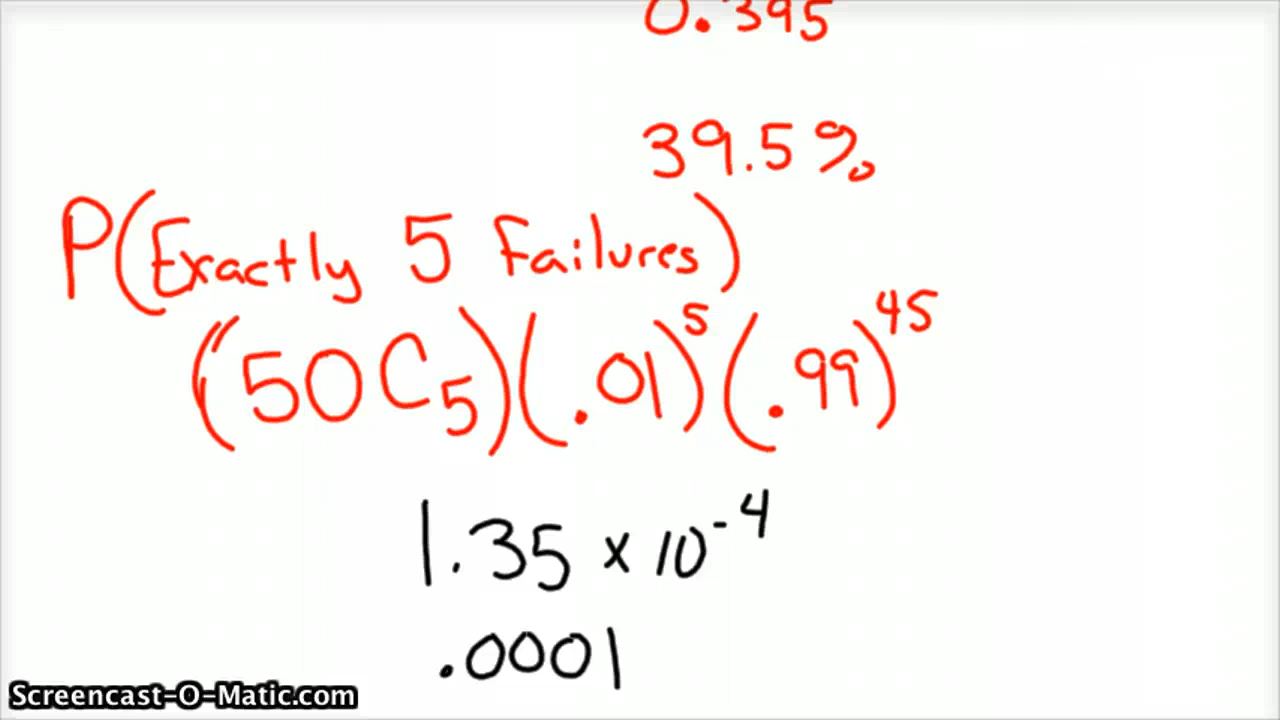 0.395
39.5%
P(Exactly 5 Failures)
(50C₅)(.01)⁵(.99)⁴⁵
1.35 x 10⁻⁴
.0001
Screencast-O-Matic.com